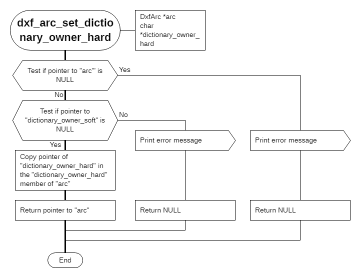 dxf_arc_set_dictio
nary_owner_hard
DxfArc *arc
char
*dictionary_owner_
hard
Test if pointer to "arc"' is
NULL
Yes
No
Test if pointer to
"dictionary_owner_soft" is
NULL
No
Yes
Print error message
Print error message
Copy pointer of
"dictionary_owner_hard" in
the "dictionary_owner_hard"
member of "arc"
Return pointer to "arc"
Return NULL
Return NULL
End